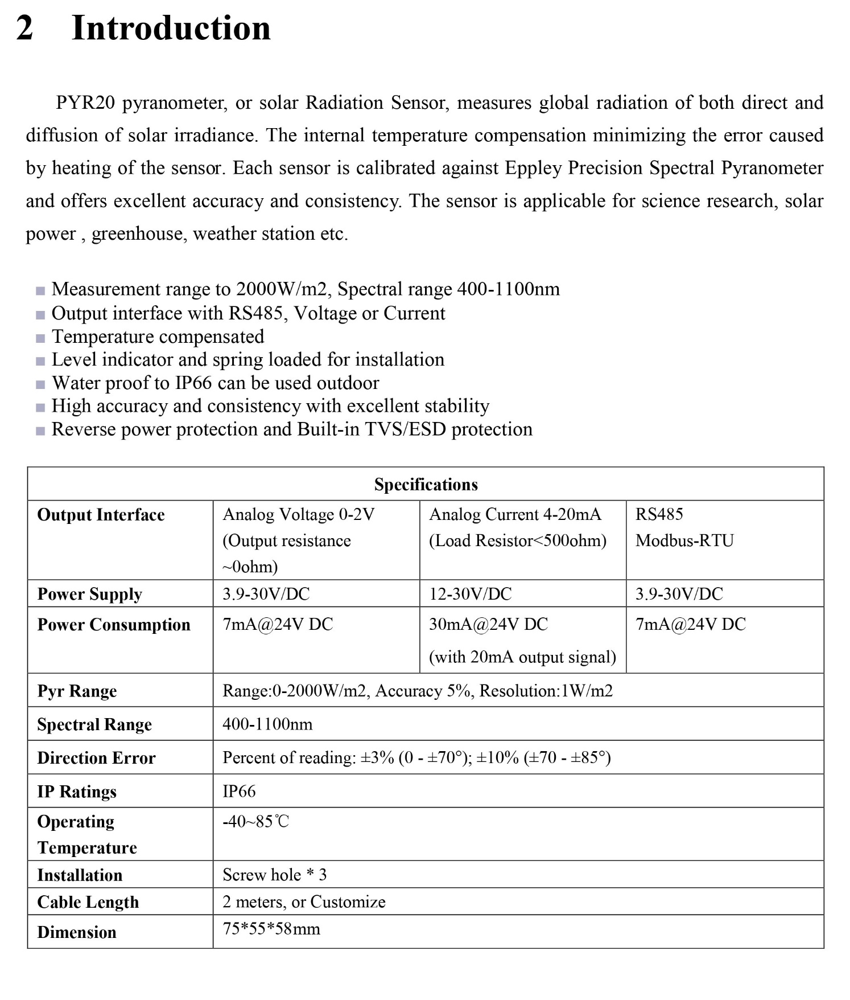 2 Introduction
PYR20 pyranometer, or solar Radiation Sensor, measures global radiation of both direct and
diffusion of solar irradiance. The internal temperature compensation minimizing the error caused
by heating of the sensor. Each sensor is calibrated against Eppley Precision Spectral Pyranometer
and offers excellent accuracy and consistency. The sensor is applicable for science research, solar
power , greenhouse, weather station etc.
■ Measurement range to 2000W/m2, Spectral range 400-1100nm
■ Output interface with RS485, Voltage or Current
■ Temperature compensated
■ Level indicator and spring loaded for installation
■ Water proof to IP66 can be used outdoor
■ High accuracy and consistency with excellent stability
■ Reverse power protection and Built-in TVS/ESD protection
Specifications
Output Interface Analog Voltage 0-2V Analog Current 4-20mA RS485
(Output resistance (Load Resistor<500ohm) Modbus-RTU
~0ohm)
Power Supply 3.9-30V/DC 12-30V/DC 3.9-30V/DC
Power Consumption 7mA@24V DC 30mA@24V DC 7mA@24V DC
(with 20mA output signal)
Pyr Range Range:0-2000W/m2, Accuracy 5%, Resolution:1W/m2
Spectral Range 400-1100nm
Direction Error Percent of reading: ±3% (0 - ±70°); ±10% (±70 - ±85°)
IP Ratings IP66
Operating -40~85℃
Temperature
Installation Screw hole * 3
Cable Length 2 meters, or Customize
Dimension 75*55*58mm